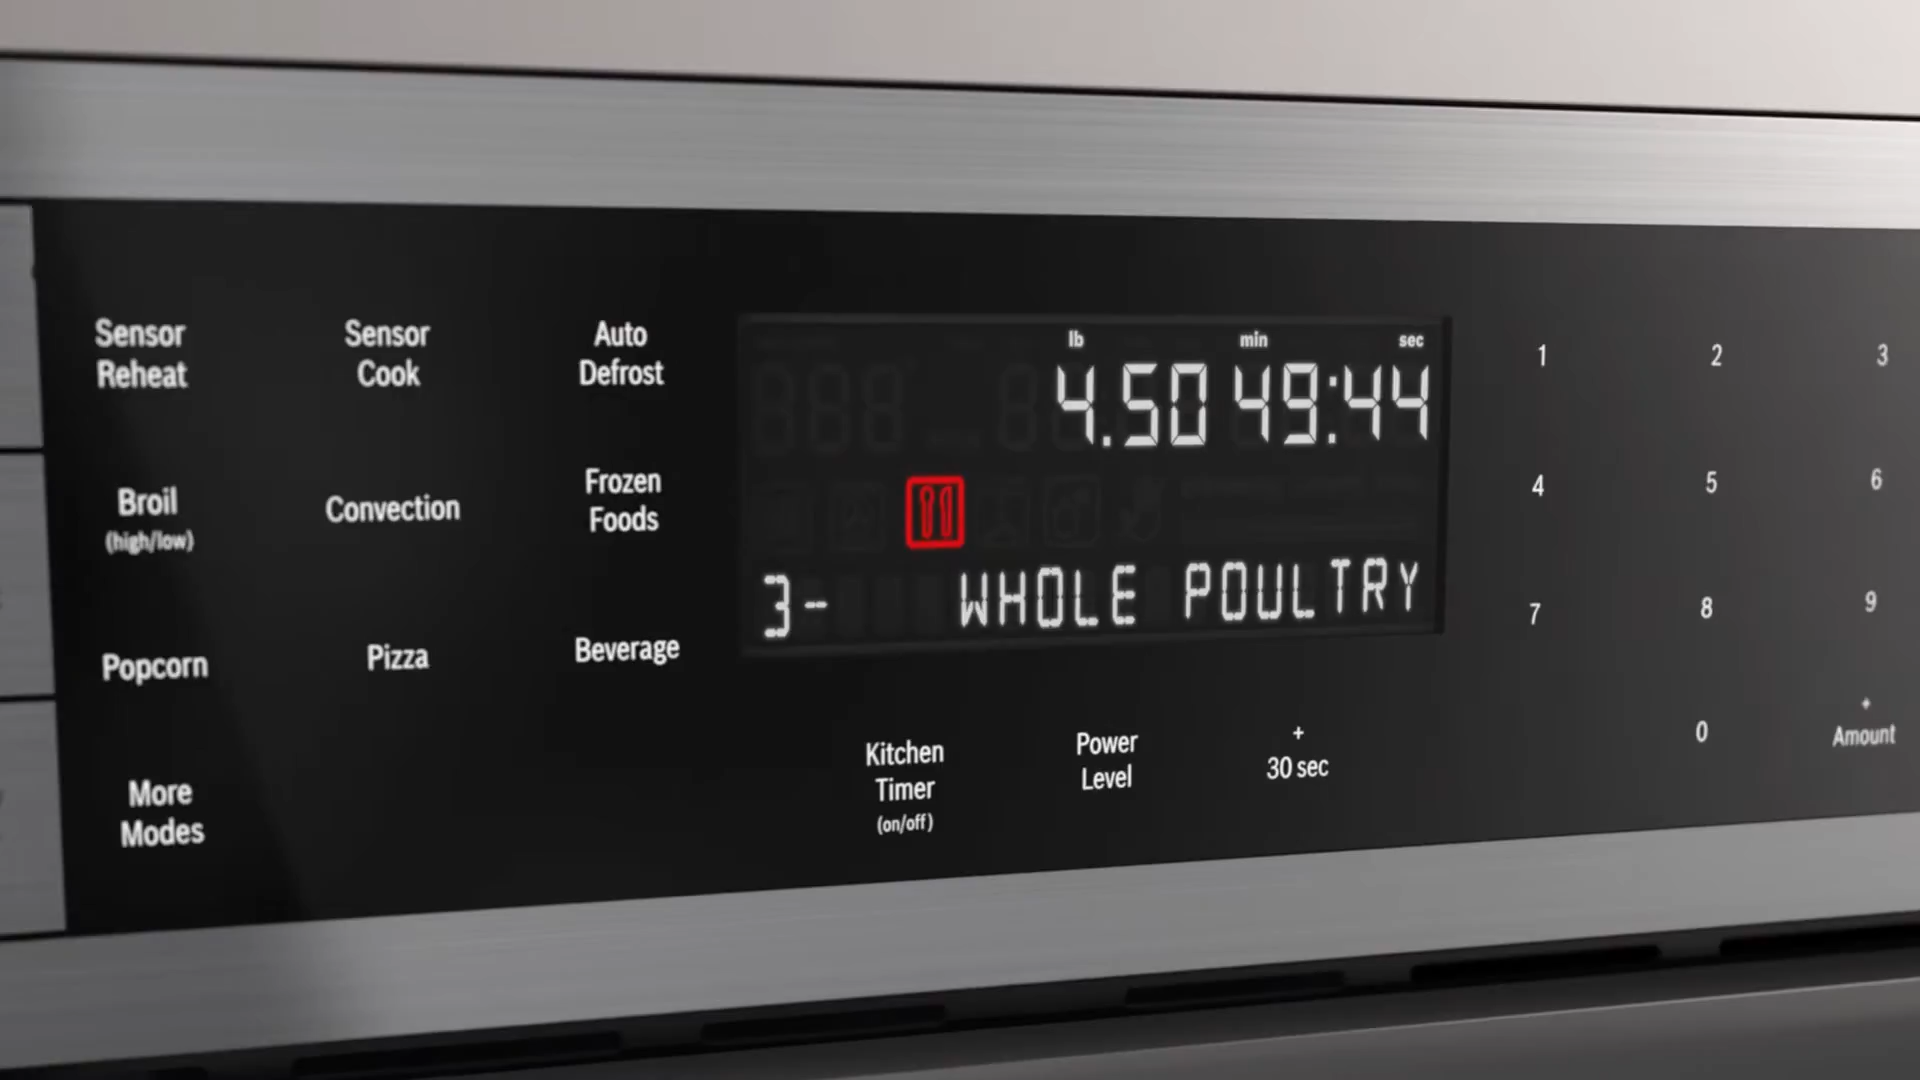 Sensor
Reheat
Sensor
Cook
Auto
Defrost
Broil
(high/low)
Convection
Frozen
Foods
Popcorn
Pizza
Beverage
More
Modes
lb min sec
4.50 49:44
3- WHOLE POULTRY
Kitchen
Timer
(on/off)
Power
Level
+
30 sec
1 2 3
4 5 6
7 8 9
0
+
Amount